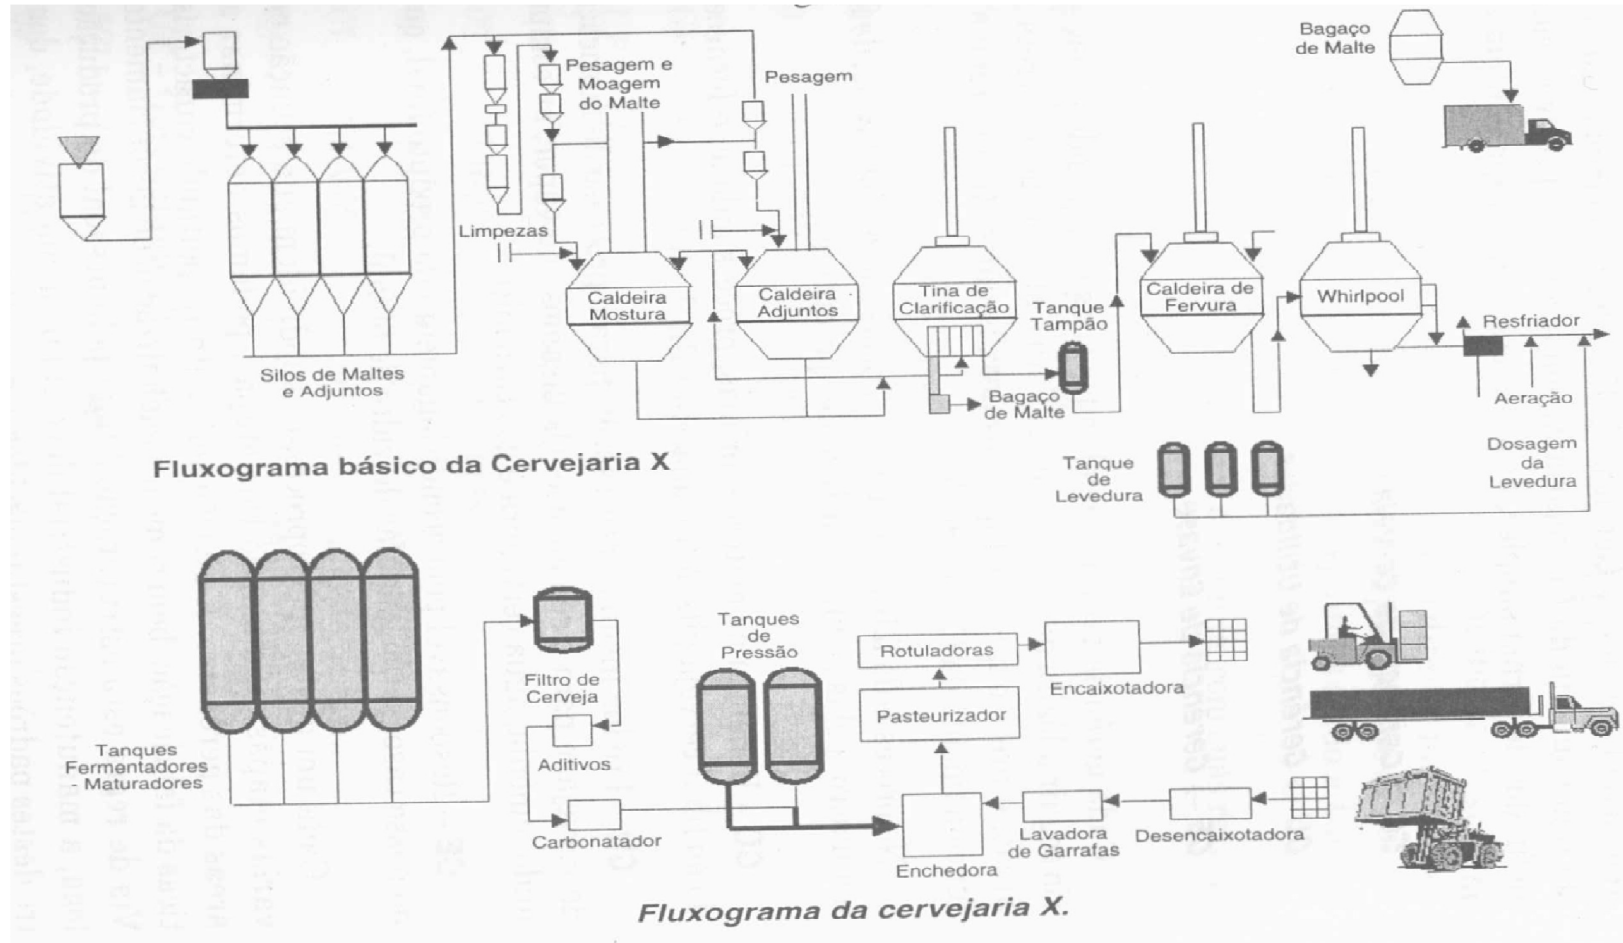 Bagaço
de Malte
Pesagem e
Moagem
do Malte
Pesagem
Limpezas
Caldeira
Mostura
Caldeira
Adjuntos
Tina de
Clarificação
Tanque
Tampão
Caldeira de
Fervura
Whirlpool
Resfriador
Silos de Maltes
e Adjuntos
Bagaço
de Malte
Aeração
Dosagem
da
Levedura
Fluxograma básico da Cervejaria X
Tanque
de
Levedura
Tanques
de
Pressão
Rotuladoras
Encaixotadora
Filtro de
Cerveja
Pasteurizador
Tanques
Fermentadores
Maturadores
Aditivos
Carbonatador
Enchedora
Lavadora
de Garrafas
Desencaixotadora
Fluxograma da cervejaria X.